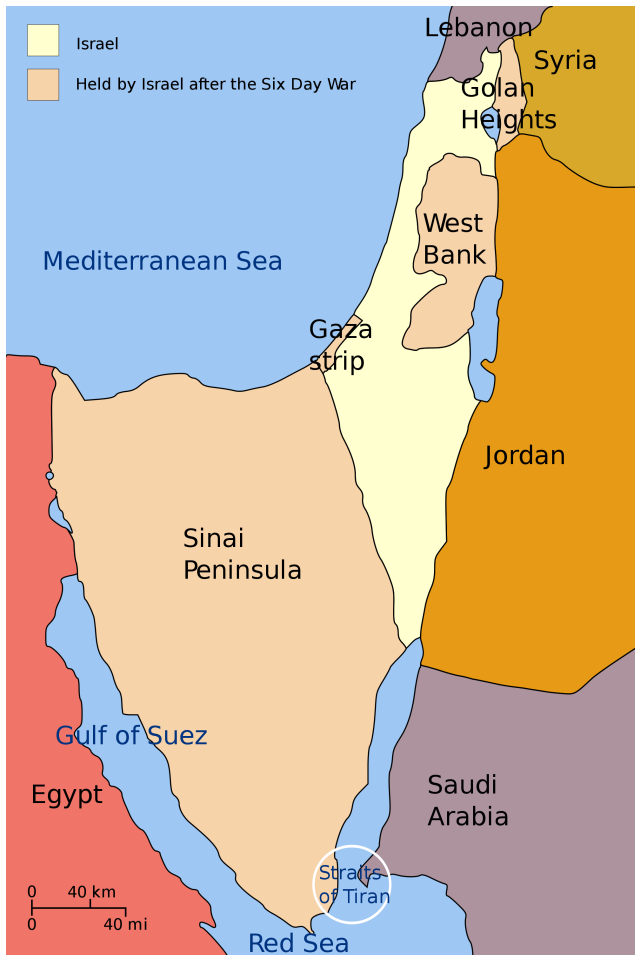 Lebanon
Israel
Syria
Held by Israel after the Six Day War
Golan
Heights
West
Bank
Mediterranean Sea
Gaza
strip
Jordan
Sinai
Peninsula
Gulf of Suez
Egypt
Saudi
Arabia
Straits
of Tiran
0 40 km
0 40 mi
Red Sea